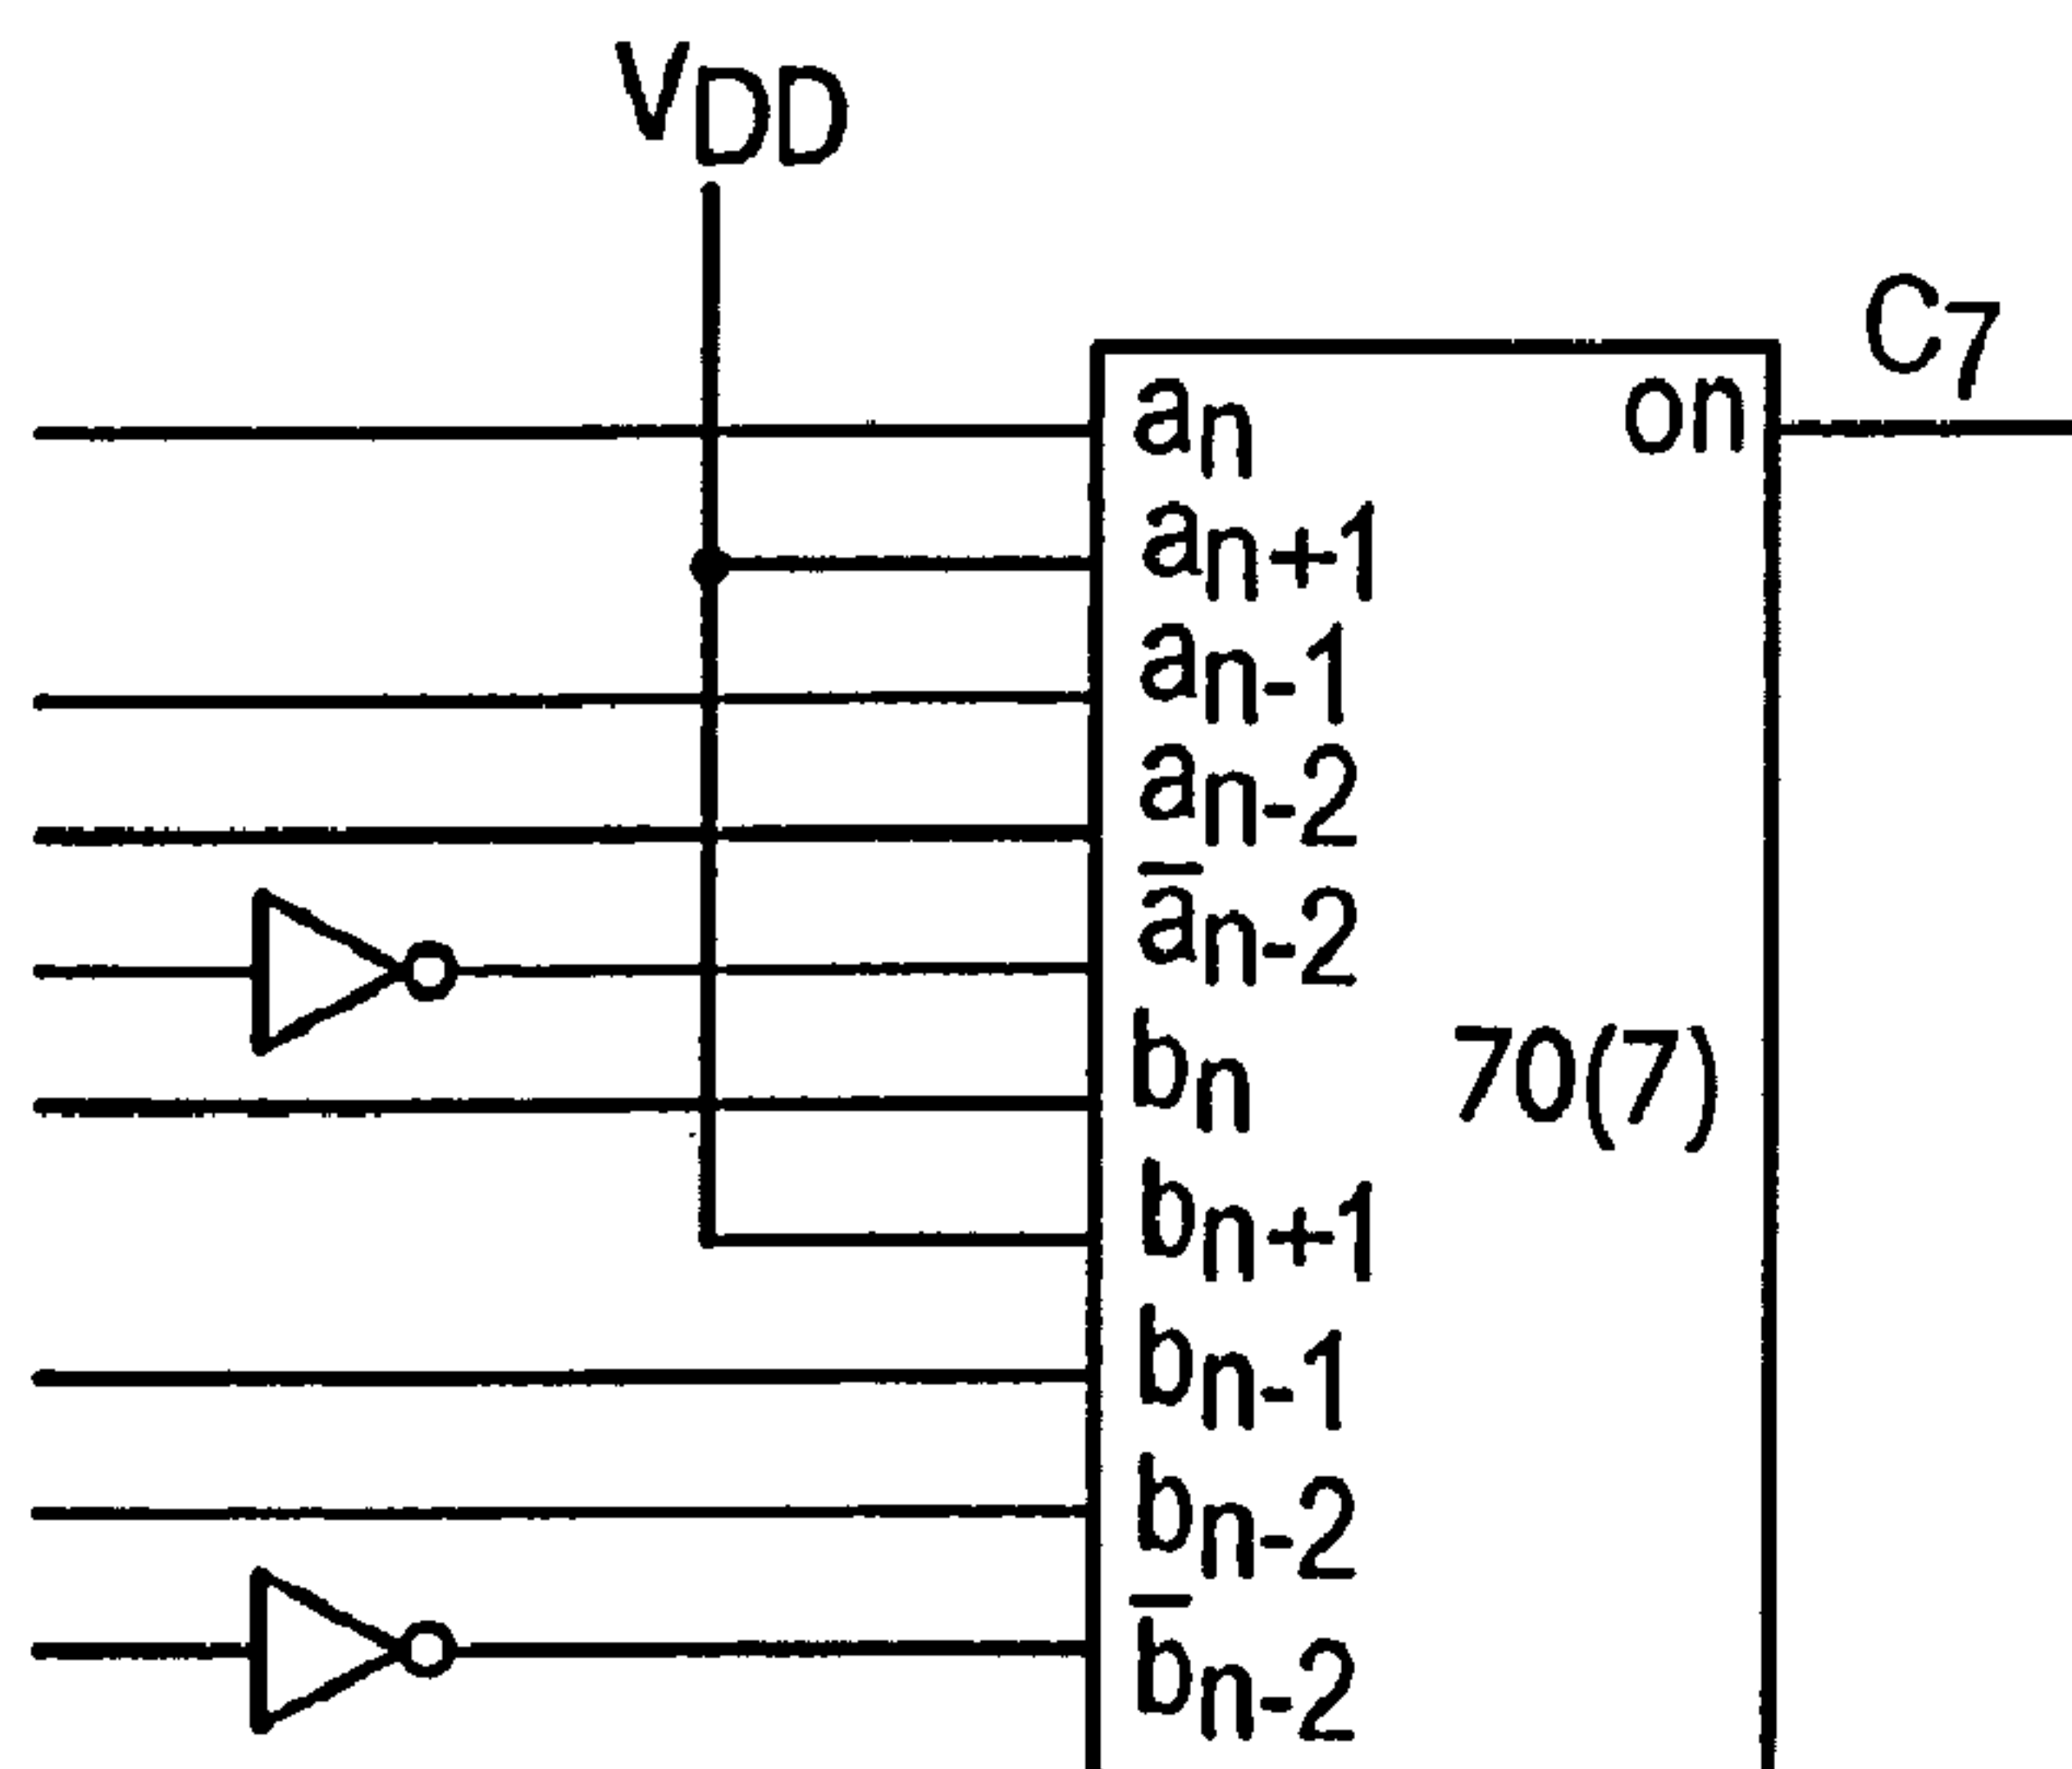 VDD
C7
an on
an+1
an-1
an-2
a̅n-2
bn
70(7)
bn+1
bn-1
bn-2
b̅n-2